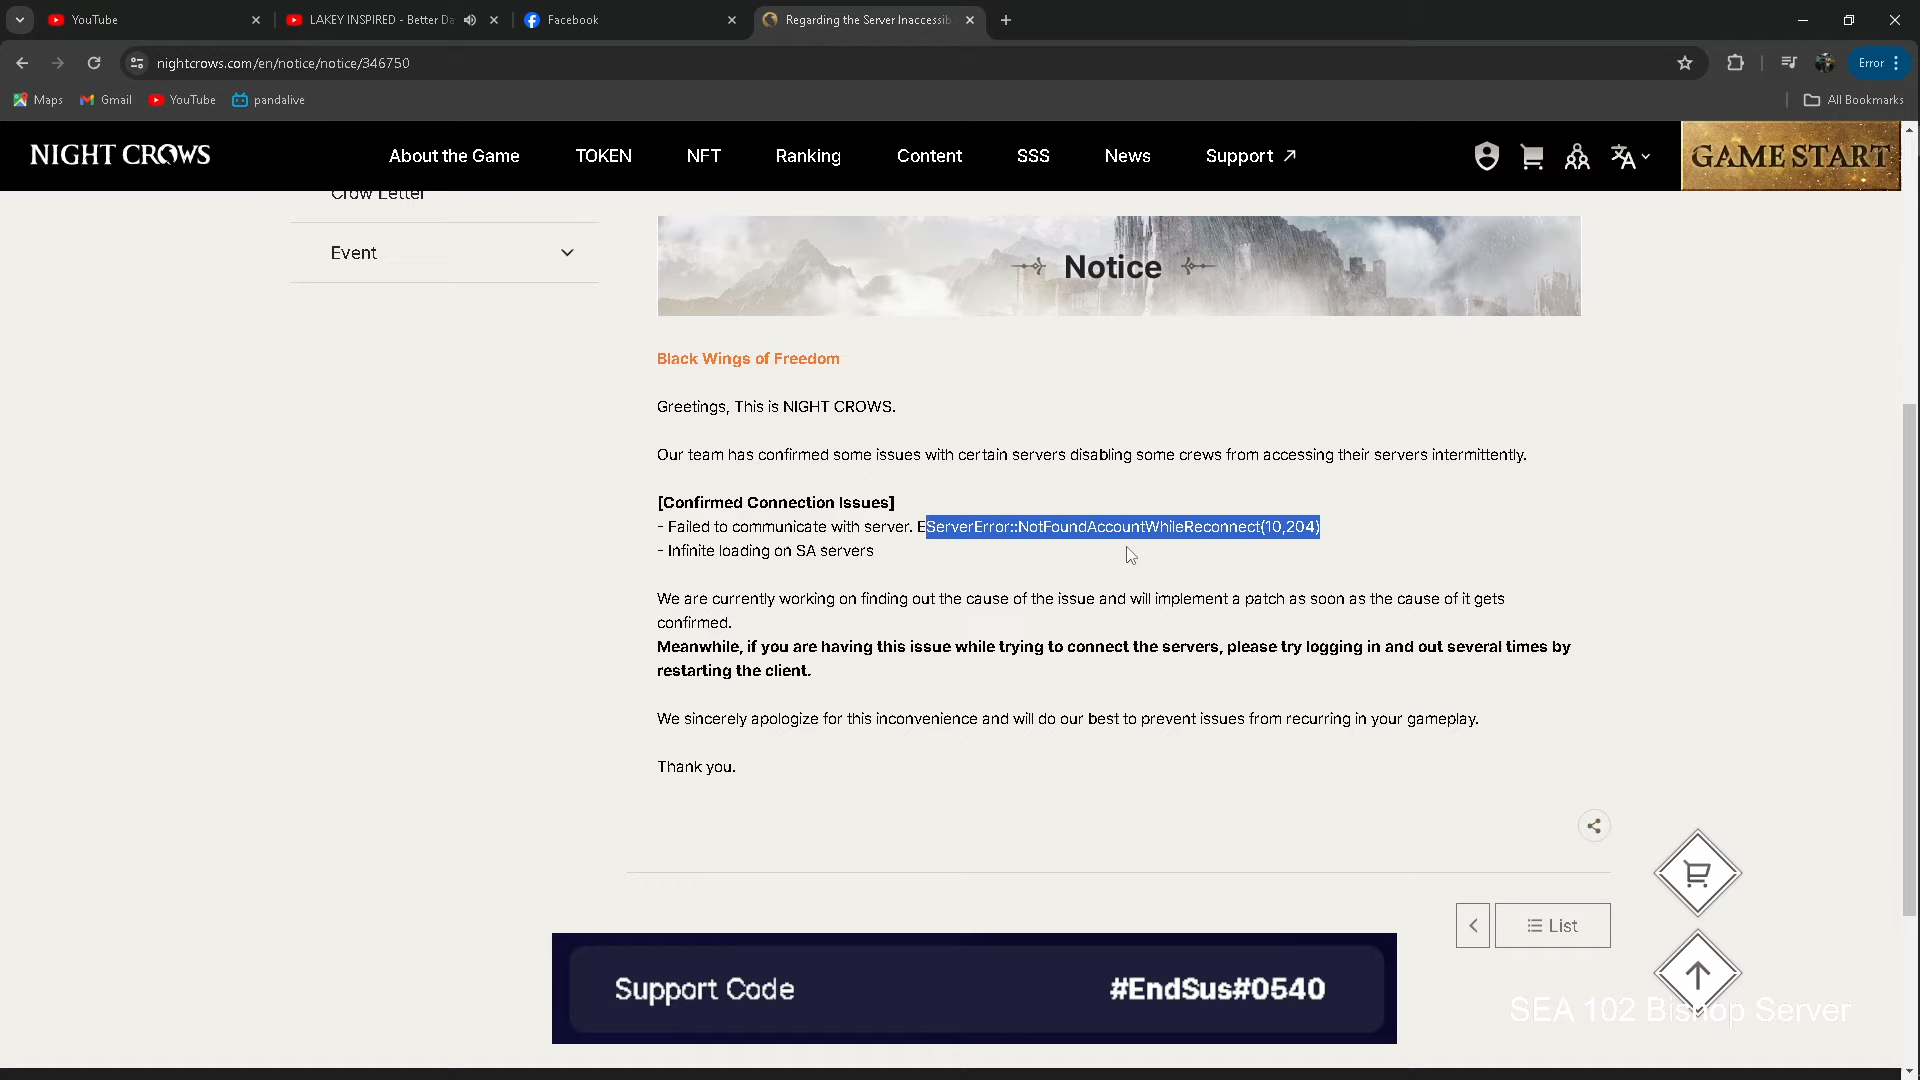 YouTube
LAKEY INSPIRED - Better Da
Facebook
Regarding the Server Inaccessib
nightcrows.com/en/notice/notice/346750
Error
Maps
Gmail
YouTube
pandalive
All Bookmarks
NIGHT CROWS
About the Game
TOKEN
NFT
Ranking
Content
SSS
News
Support
GAME START
Crow Letter
Event
Notice
Black Wings of Freedom
Greetings, This is NIGHT CROWS.
Our team has confirmed some issues with certain servers disabling some crews from accessing their servers intermittently.
[Confirmed Connection Issues]
- Failed to communicate with server. EServerError::NotFoundAccountWhileReconnect(10,204)
- Infinite loading on SA servers
We are currently working on finding out the cause of the issue and will implement a patch as soon as the cause of it gets
confirmed.
Meanwhile, if you are having this issue while trying to connect the servers, please try logging in and out several times by
restarting the client.
We sincerely apologize for this inconvenience and will do our best to prevent issues from recurring in your gameplay.
Thank you.
List
Support Code
#EndSus#0540
SEA 102 Bishop Server